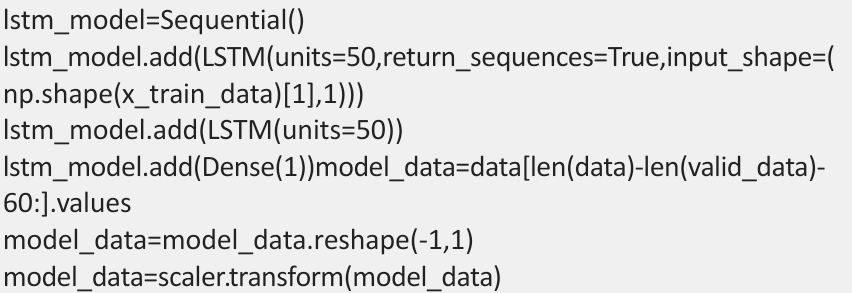 lstm_model=Sequential()
lstm_model.add(LSTM(units=50,return_sequences=True,input_shape=(
np.shape(x_train_data)[1],1)))
lstm_model.add(LSTM(units=50))
lstm_model.add(Dense(1))model_data=data[len(data)-len(valid_data)-
60:].values
model_data=model_data.reshape(-1,1)
model_data=scaler.transform(model_data)